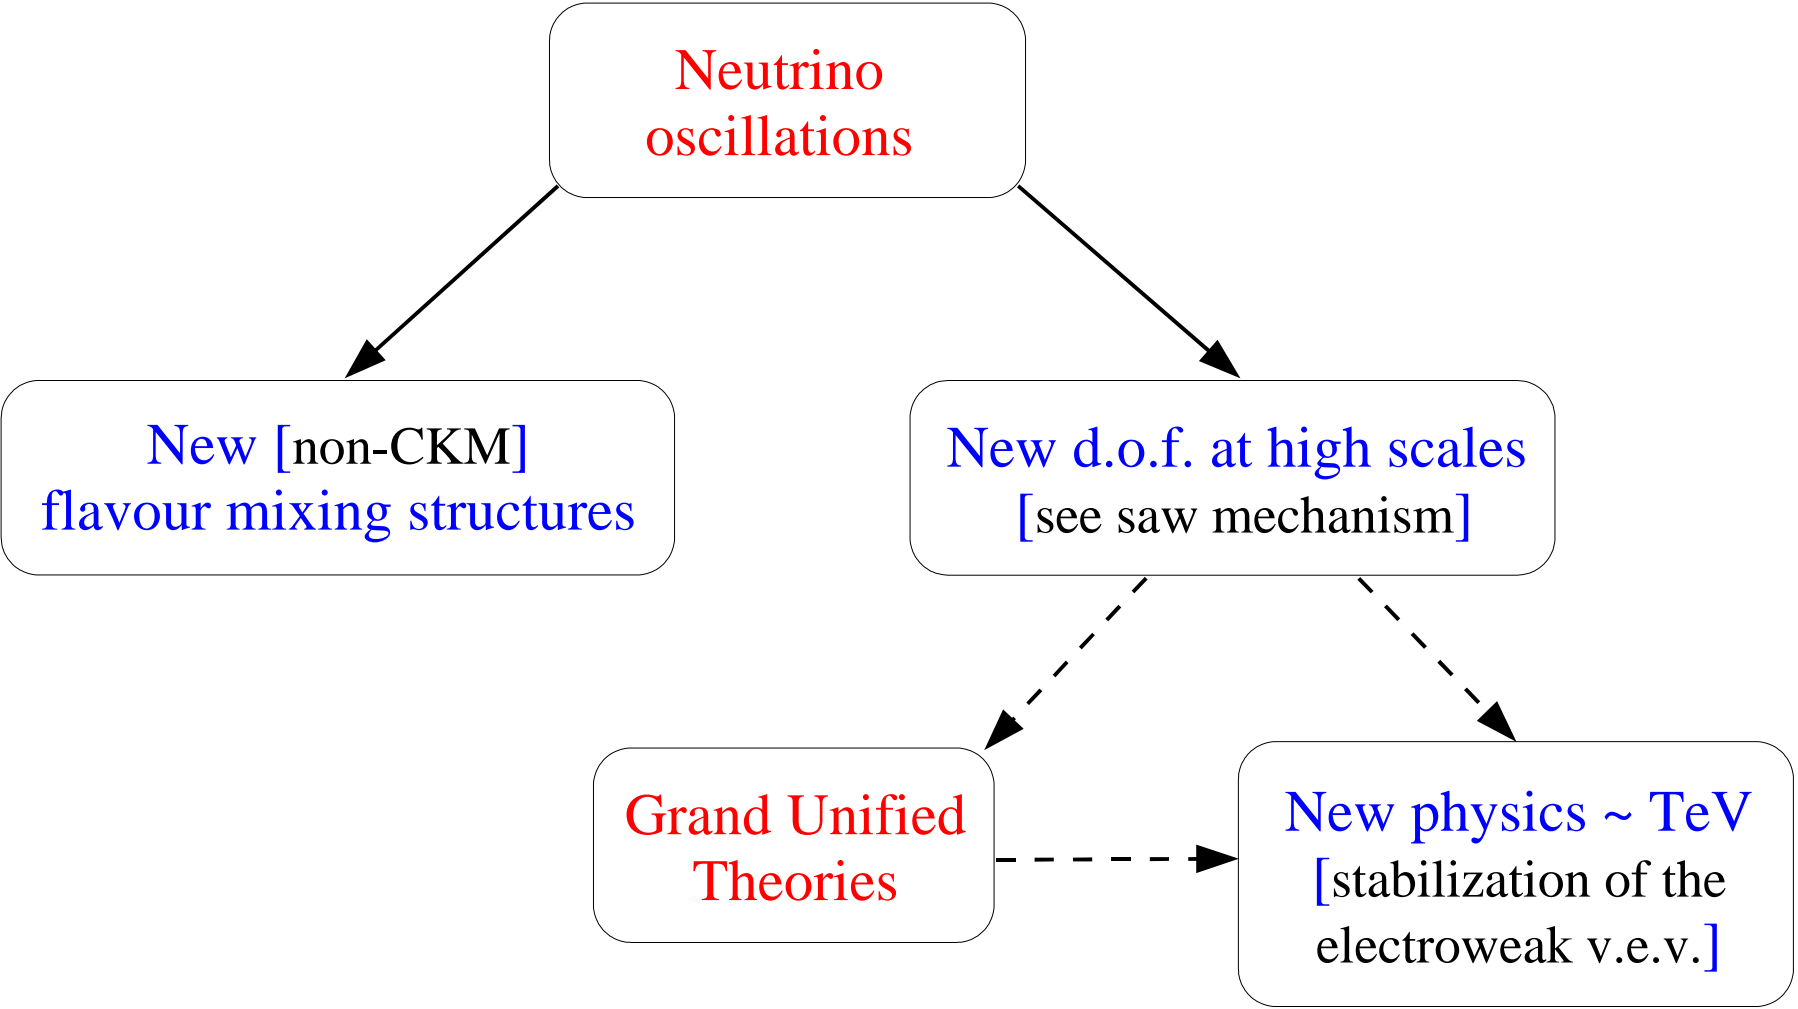 Neutrino
oscillations
New [non-CKM]
flavour mixing structures
New d.o.f. at high scales
[see saw mechanism]
Grand Unified
Theories
New physics ~ TeV
[stabilization of the
electroweak v.e.v.]